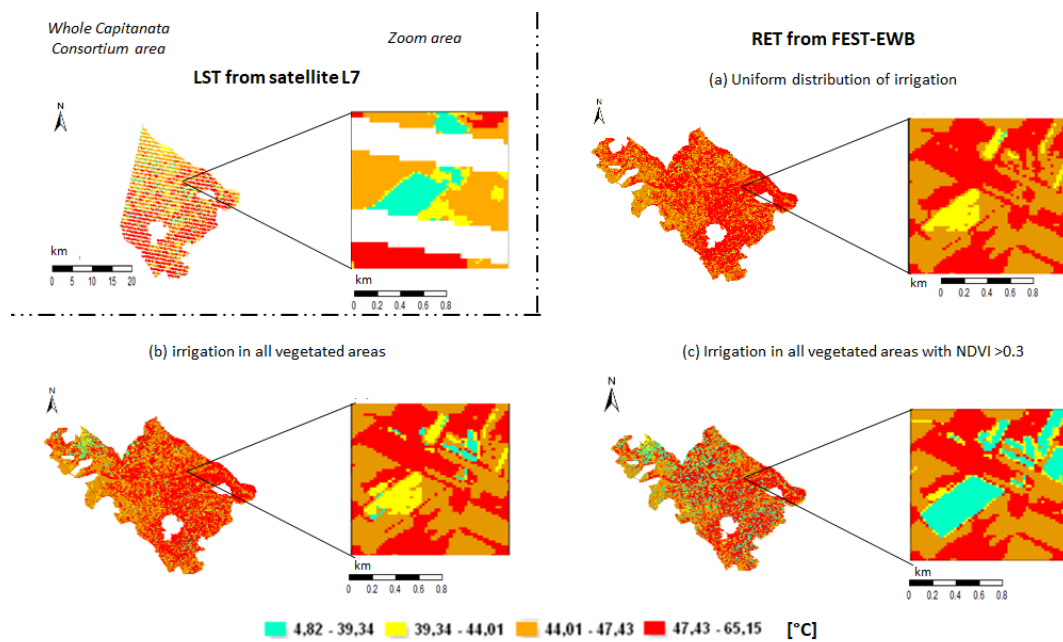 Whole Capitanata
Consortium area
Zoom area
LST from satellite L7
N
km
0 5 10 15 20
km
0 0.2 0.4 0.6 0.8
RET from FEST-EWB
(a) Uniform distribution of irrigation
N
km
0 0.2 0.4 0.6 0.8
(b) irrigation in all vegetated areas
N
km
0 0.2 0.4 0.6 0.8
(c) Irrigation in all vegetated areas with NDVI >0.3
N
km
0 0.2 0.4 0.6 0.8
4,82 - 39,34 39,34 - 44,01 44,01 - 47,43 47,43 - 65,15 [°C]